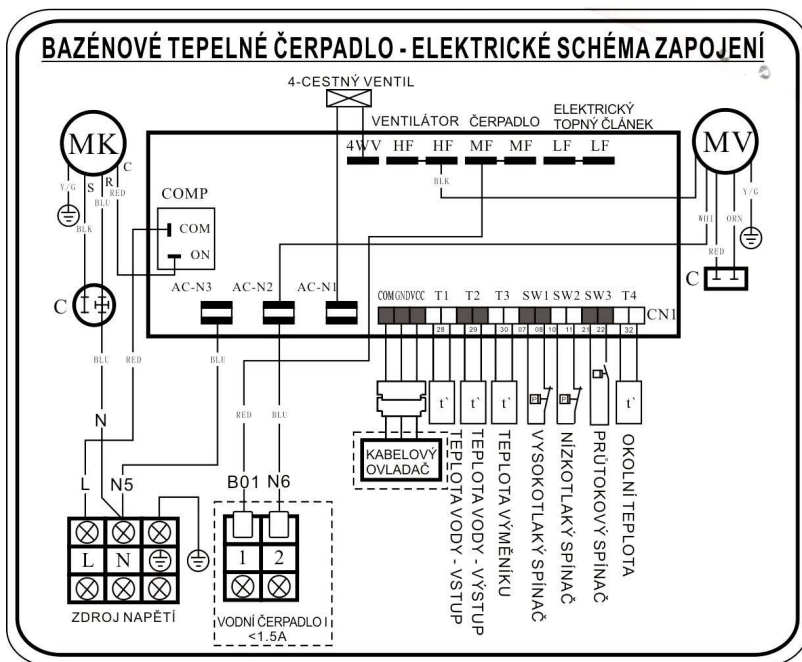 BAZÉNOVÉ TEPELNÉ ČERPADLO - ELEKTRICKÉ SCHÉMA ZAPOJENÍ
4-CESTNÝ VENTIL
VENTILÁTOR
ČERPADLO
ELEKTRICKÝ
TOPNÝ ČLÁNEK
MK
MV
4WV HF HF MF MF LF LF
Y/G
S
R
C
BLU
RED
BLK
COMP
COM
ON
BLK
WHI
RED
ORN
Y/G
C
C
AC-N3 AC-N2 AC-N1
COM GND VCC T1 T2 T3 SW1 SW2 SW3 T4
CN1
28 29 30 07 08 10 11 21 22 32
BLU
RED
BLU
RED
BLU
N
L
N5
B01 N6
t` t` t` P P t`
KABELOVÝ
OVLADAČ
TEPLOTA VODY - VSTUP
TEPLOTA VODY - VÝSTUP
TEPLOTA VÝMĚNIKU
VYSOKOTLAKÝ SPÍNAČ
NÍZKOTLAKÝ SPÍNAČ
PRŮTOKOVÝ SPÍNAČ
OKOLNÍ TEPLOTA
L N
1 2
ZDROJ NAPĚTÍ
VODNÍ ČERPADLO I
<1.5A